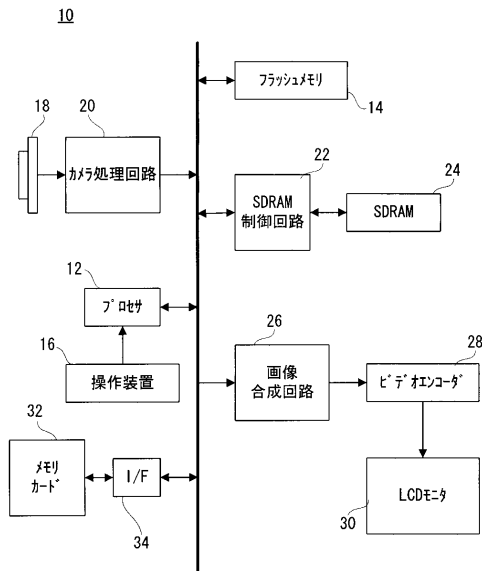 10
フラッシュメモリ
14
18
20
カメラ処理回路
22
SDRAM
制御回路
24
SDRAM
12
プロセサ
16
操作装置
26
画像
合成回路
28
ビデオエンコーダ
32
メモリ
カード
I/F
34
LCDモニタ
30